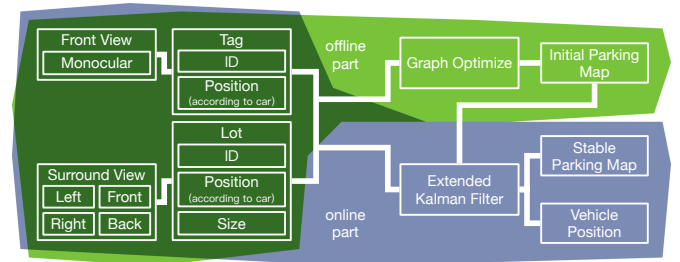 Front View
Monocular
Tag
ID
Position
(according to car)
offline
part
Graph Optimize
Initial Parking
Map
Lot
ID
Position
(according to car)
Size
Surround View
Left
Front
Right
Back
online
part
Extended
Kalman Filter
Stable
Parking Map
Vehicle
Position